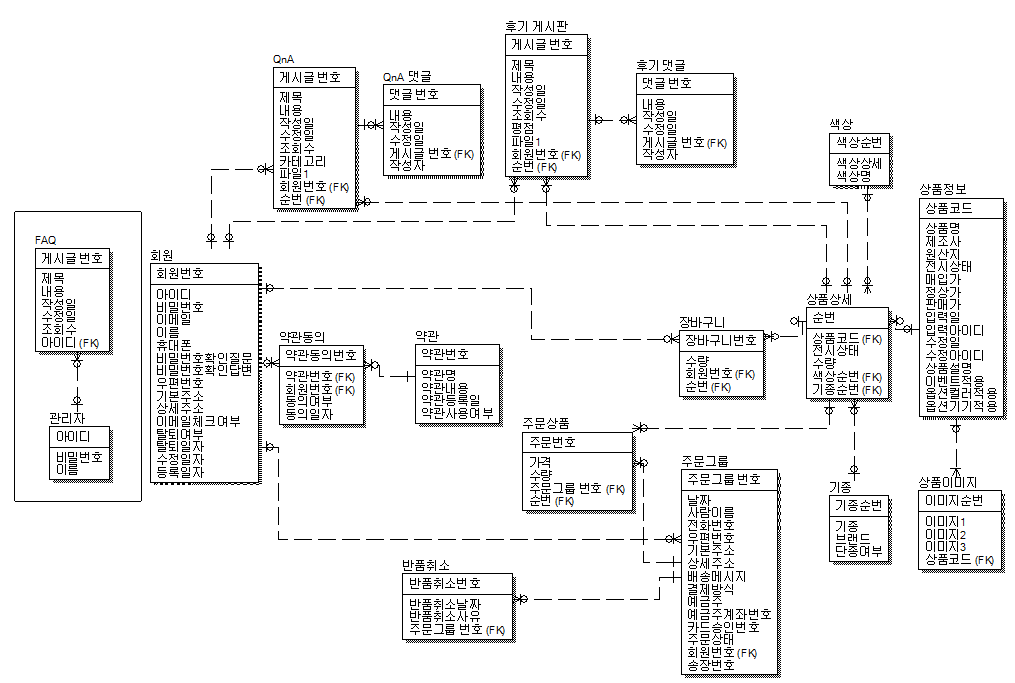 QnA
게시글 번호
제목
내용
작성일
수정일
조회수
카테고리
파일1
회원번호 (FK)
순번 (FK)
QnA 댓글
댓글 번호
내용
작성일
수정일
게시글 번호 (FK)
작성자
후기 게시판
게시글 번호
제목
내용
작성일
수정일
조회수
평점
파일1
회원번호 (FK)
순번 (FK)
후기 댓글
댓글 번호
내용
작성일
수정일
게시글 번호 (FK)
작성자
색상
색상순번
색상상세
색상명
상품정보
상품코드
상품명
제조사
원산지
전시상태
매입가
정상가
판매가
입력일
입력아이디
수정일
수정아이디
상품설명
이벤트적용
옵션컬러적용
옵션기기적용
FAQ
게시글 번호
제목
내용
작성일
수정일
조회수
아이디 (FK)
관리자
아이디
비밀번호
이름
회원
회원번호
아이디
비밀번호
이메일
이름
휴대폰
비밀번호확인질문
비밀번호확인답변
우편번호
기본주소
상세주소
이메일체크여부
탈퇴여부
탈퇴일자
수정일자
등록일자
약관동의
약관동의번호
약관번호 (FK)
회원번호 (FK)
동의여부
동의일자
약관
약관번호
약관명
약관내용
약관등록일
약관사용여부
장바구니
장바구니번호
수량
회원번호 (FK)
순번 (FK)
상품상세
순번
상품코드 (FK)
전시상태
수량
색상순번 (FK)
기종순번 (FK)
주문상품
주문번호
가격
수량
주문그룹 번호 (FK)
순번 (FK)
주문그룹
주문그룹 번호
날짜
사람이름
전화번호
우편번호
기본주소
상세주소
배송메시지
결제방식
예금주
예금주계좌번호
카드승인번호
주문상태
회원번호 (FK)
송장번호
기종
기종순번
기종
브랜드
단종여부
상품이미지
이미지순번
이미지1
이미지2
이미지3
상품코드 (FK)
반품취소
반품취소 번호
반품취소날짜
반품취소사유
주문그룹 번호 (FK)